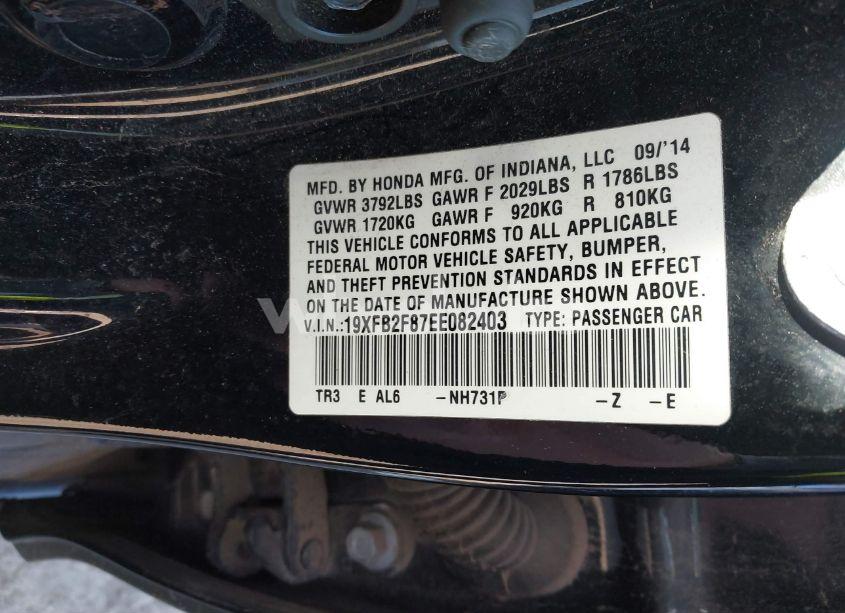 MFD. BY HONDA MFG. OF INDIANA, LLC 09/'14
GVWR 3792LBS GAWR F 2029LBS R 1786LBS
GVWR 1720KG GAWR F 920KG R 810KG
THIS VEHICLE CONFORMS TO ALL APPLICABLE
FEDERAL MOTOR VEHICLE SAFETY, BUMPER,
AND THEFT PREVENTION STANDARDS IN EFFECT
ON THE DATE OF MANUFACTURE SHOWN ABOVE.
V.I.N.:19XFB2F87EE082403 TYPE: PASSENGER CAR
TR3 E AL6 -NH731P -Z -E